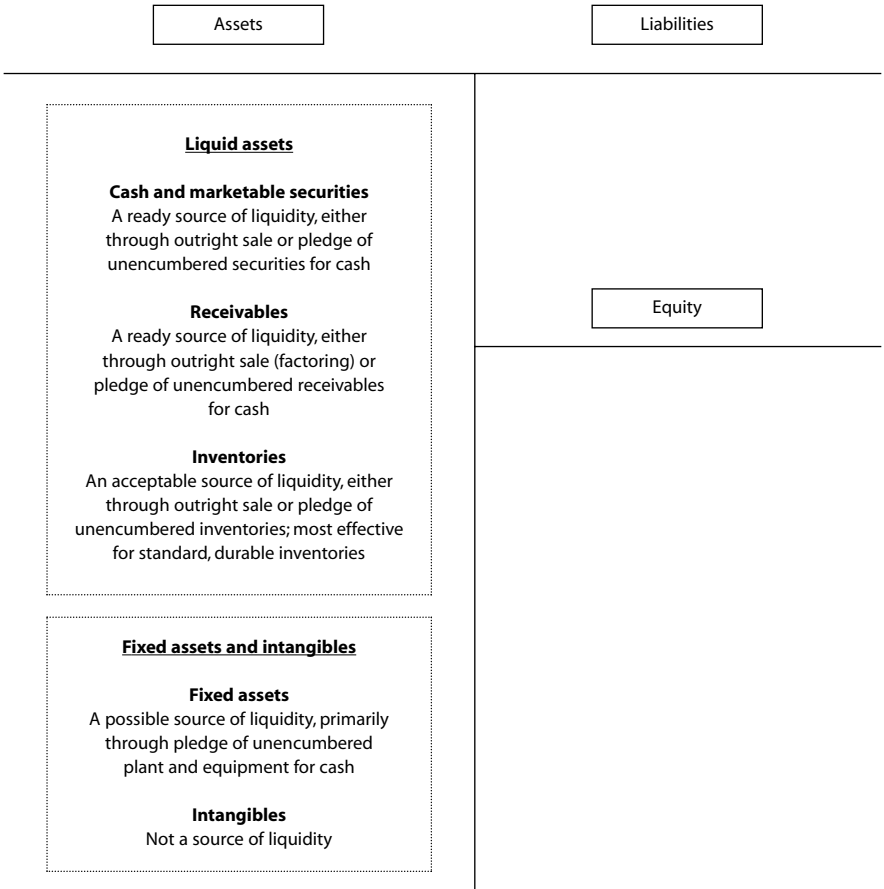 Assets
Liquid assets
Cash and marketable securities
A ready source of liquidity, either
through outright sale or pledge of
unencumbered securities for cash
Receivables
A ready source of liquidity, either
through outright sale (factoring) or
pledge of unencumbered receivables
for cash
Inventories
An acceptable source of liquidity, either
through outright sale or pledge of
unencumbered inventories; most effective
for standard, durable inventories
Fixed assets and intangibles
Fixed assets
A possible source of liquidity, primarily
through pledge of unencumbered
plant and equipment for cash
Intangibles
Not a source of liquidity
Liabilities
Equity